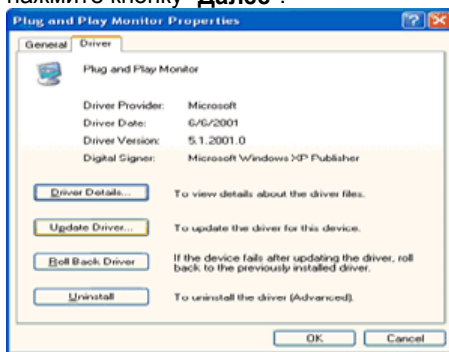 нажмите кнопку "Далее".
Plug and Play Monitor Properties
General Driver
Plug and Play Monitor
Driver Provider: Microsoft
Driver Date: 6/6/2001
Driver Version: 5.1.2001.0
Digital Signer: Microsoft Windows XP Publisher
Driver Details... To view details about the driver files.
Update Driver... To update the driver for this device.
Roll Back Driver If the device fails after updating the driver, roll
back to the previously installed driver.
Uninstall To uninstall the driver (Advanced).
OK Cancel